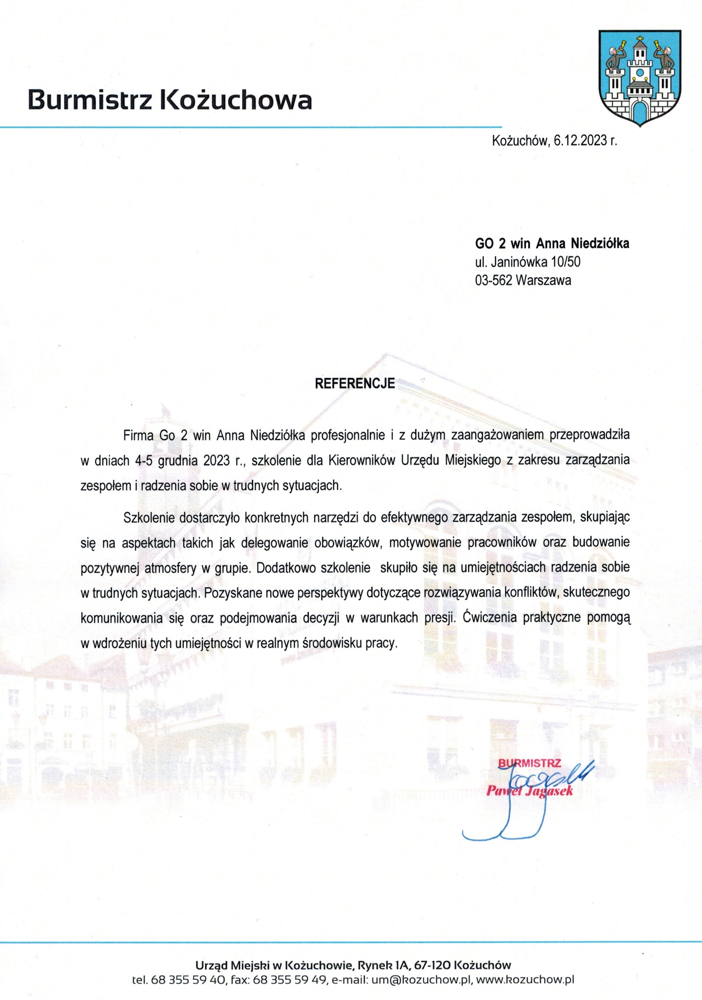 Burmistrz Kożuchowa
Kożuchów, 6.12.2023 r.
GO 2 win Anna Niedziółka
ul. Janinówka 10/50
03-562 Warszawa
REFERENCJE
Firma Go 2 win Anna Niedziółka profesjonalnie i z dużym zaangażowaniem przeprowadziła
w dniach 4-5 grudnia 2023 r., szkolenie dla Kierowników Urzędu Miejskiego z zakresu zarządzania
zespołem i radzenia sobie w trudnych sytuacjach.
Szkolenie dostarczyło konkretnych narzędzi do efektywnego zarządzania zespołem, skupiając
się na aspektach takich jak delegowanie obowiązków, motywowanie pracowników oraz budowanie
pozytywnej atmosfery w grupie. Dodatkowo szkolenie skupiło się na umiejętnościach radzenia sobie
w trudnych sytuacjach. Pozyskane nowe perspektywy dotyczące rozwiązywania konfliktów, skutecznego
komunikowania się oraz podejmowania decyzji w warunkach presji. Ćwiczenia praktyczne pomogą
w wdrożeniu tych umiejętności w realnym środowisku pracy.
BURMISTRZ
Paweł Jagasek
Urząd Miejski w Kożuchowie, Rynek 1A, 67-120 Kożuchów
tel. 68 355 59 40, fax: 68 355 59 49, e-mail: um@kozuchow.pl, www.kozuchow.pl